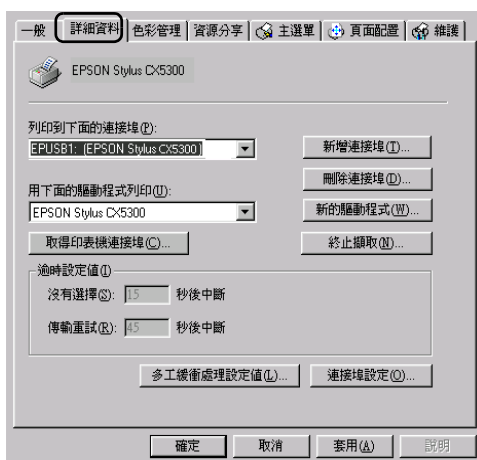 一般 詳細資料 色彩管理 資源分享 主選單 頁面配置 維護
EPSON Stylus CX5300
列印到下面的連接埠(P):
EPUSB1: (EPSON Stylus CX5300) 新增連接埠(T)...
刪除連接埠(D)...
用下面的驅動程式列印(U):
EPSON Stylus CX5300 新的驅動程式(W)...
取得印表機連接埠(C)... 終止擷取(N)...
逾時設定值(I)
沒有選擇(S): 15 秒後中斷
傳輸重試(R): 45 秒後中斷
多工緩衝處理設定值(L)... 連接埠設定(O)...
確定 取消 套用(A) 說明